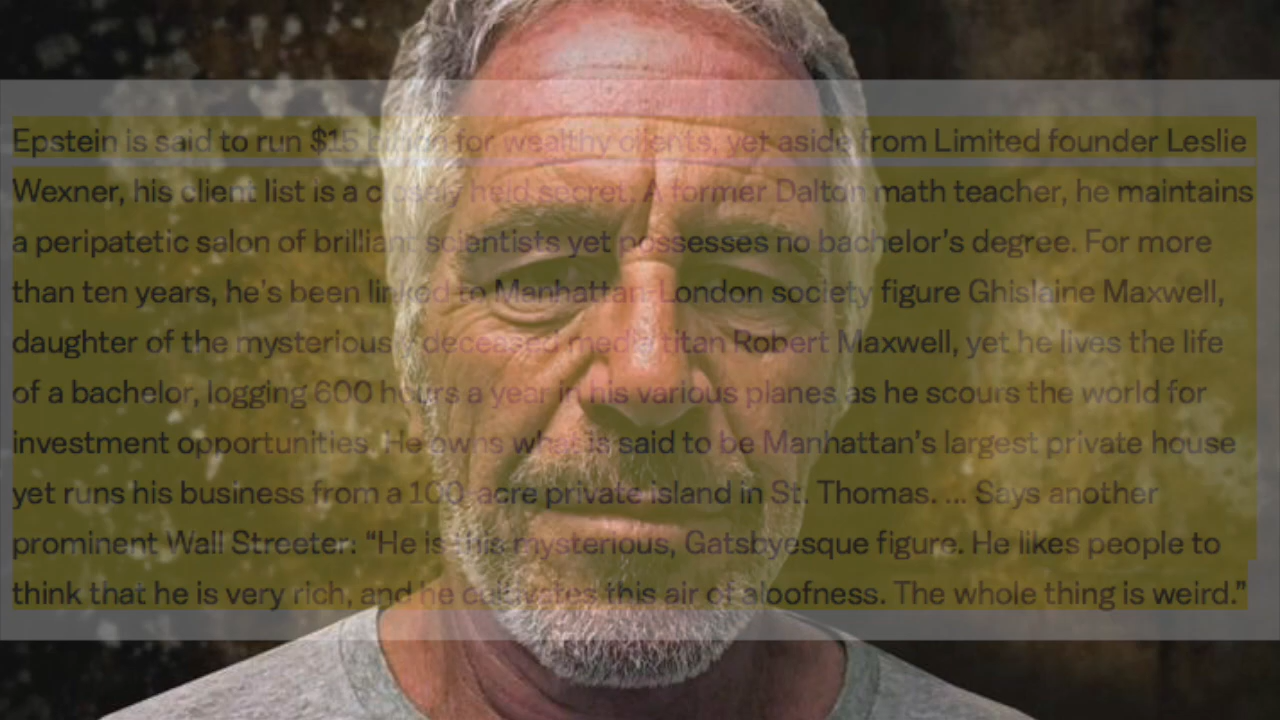 Epstein is said to run $15 billion for wealthy clients, yet aside from Limited founder Leslie
Wexner, his client list is a closely held secret. A former Dalton math teacher, he maintains
a peripatetic salon of brilliant scientists yet possesses no bachelor's degree. For more
than ten years, he's been linked to Manhattan-London society figure Ghislaine Maxwell,
daughter of the mysteriously deceased media titan Robert Maxwell, yet he lives the life
of a bachelor, logging 600 hours a year in his various planes as he scours the world for
investment opportunities. He owns what is said to be Manhattan's largest private house
yet runs his business from a 100-acre private island in St. Thomas. ... Says another
prominent Wall Streeter: “He is this mysterious, Gatsbyesque figure. He likes people to
think that he is very rich, and he cultivates this air of aloofness. The whole thing is weird.”